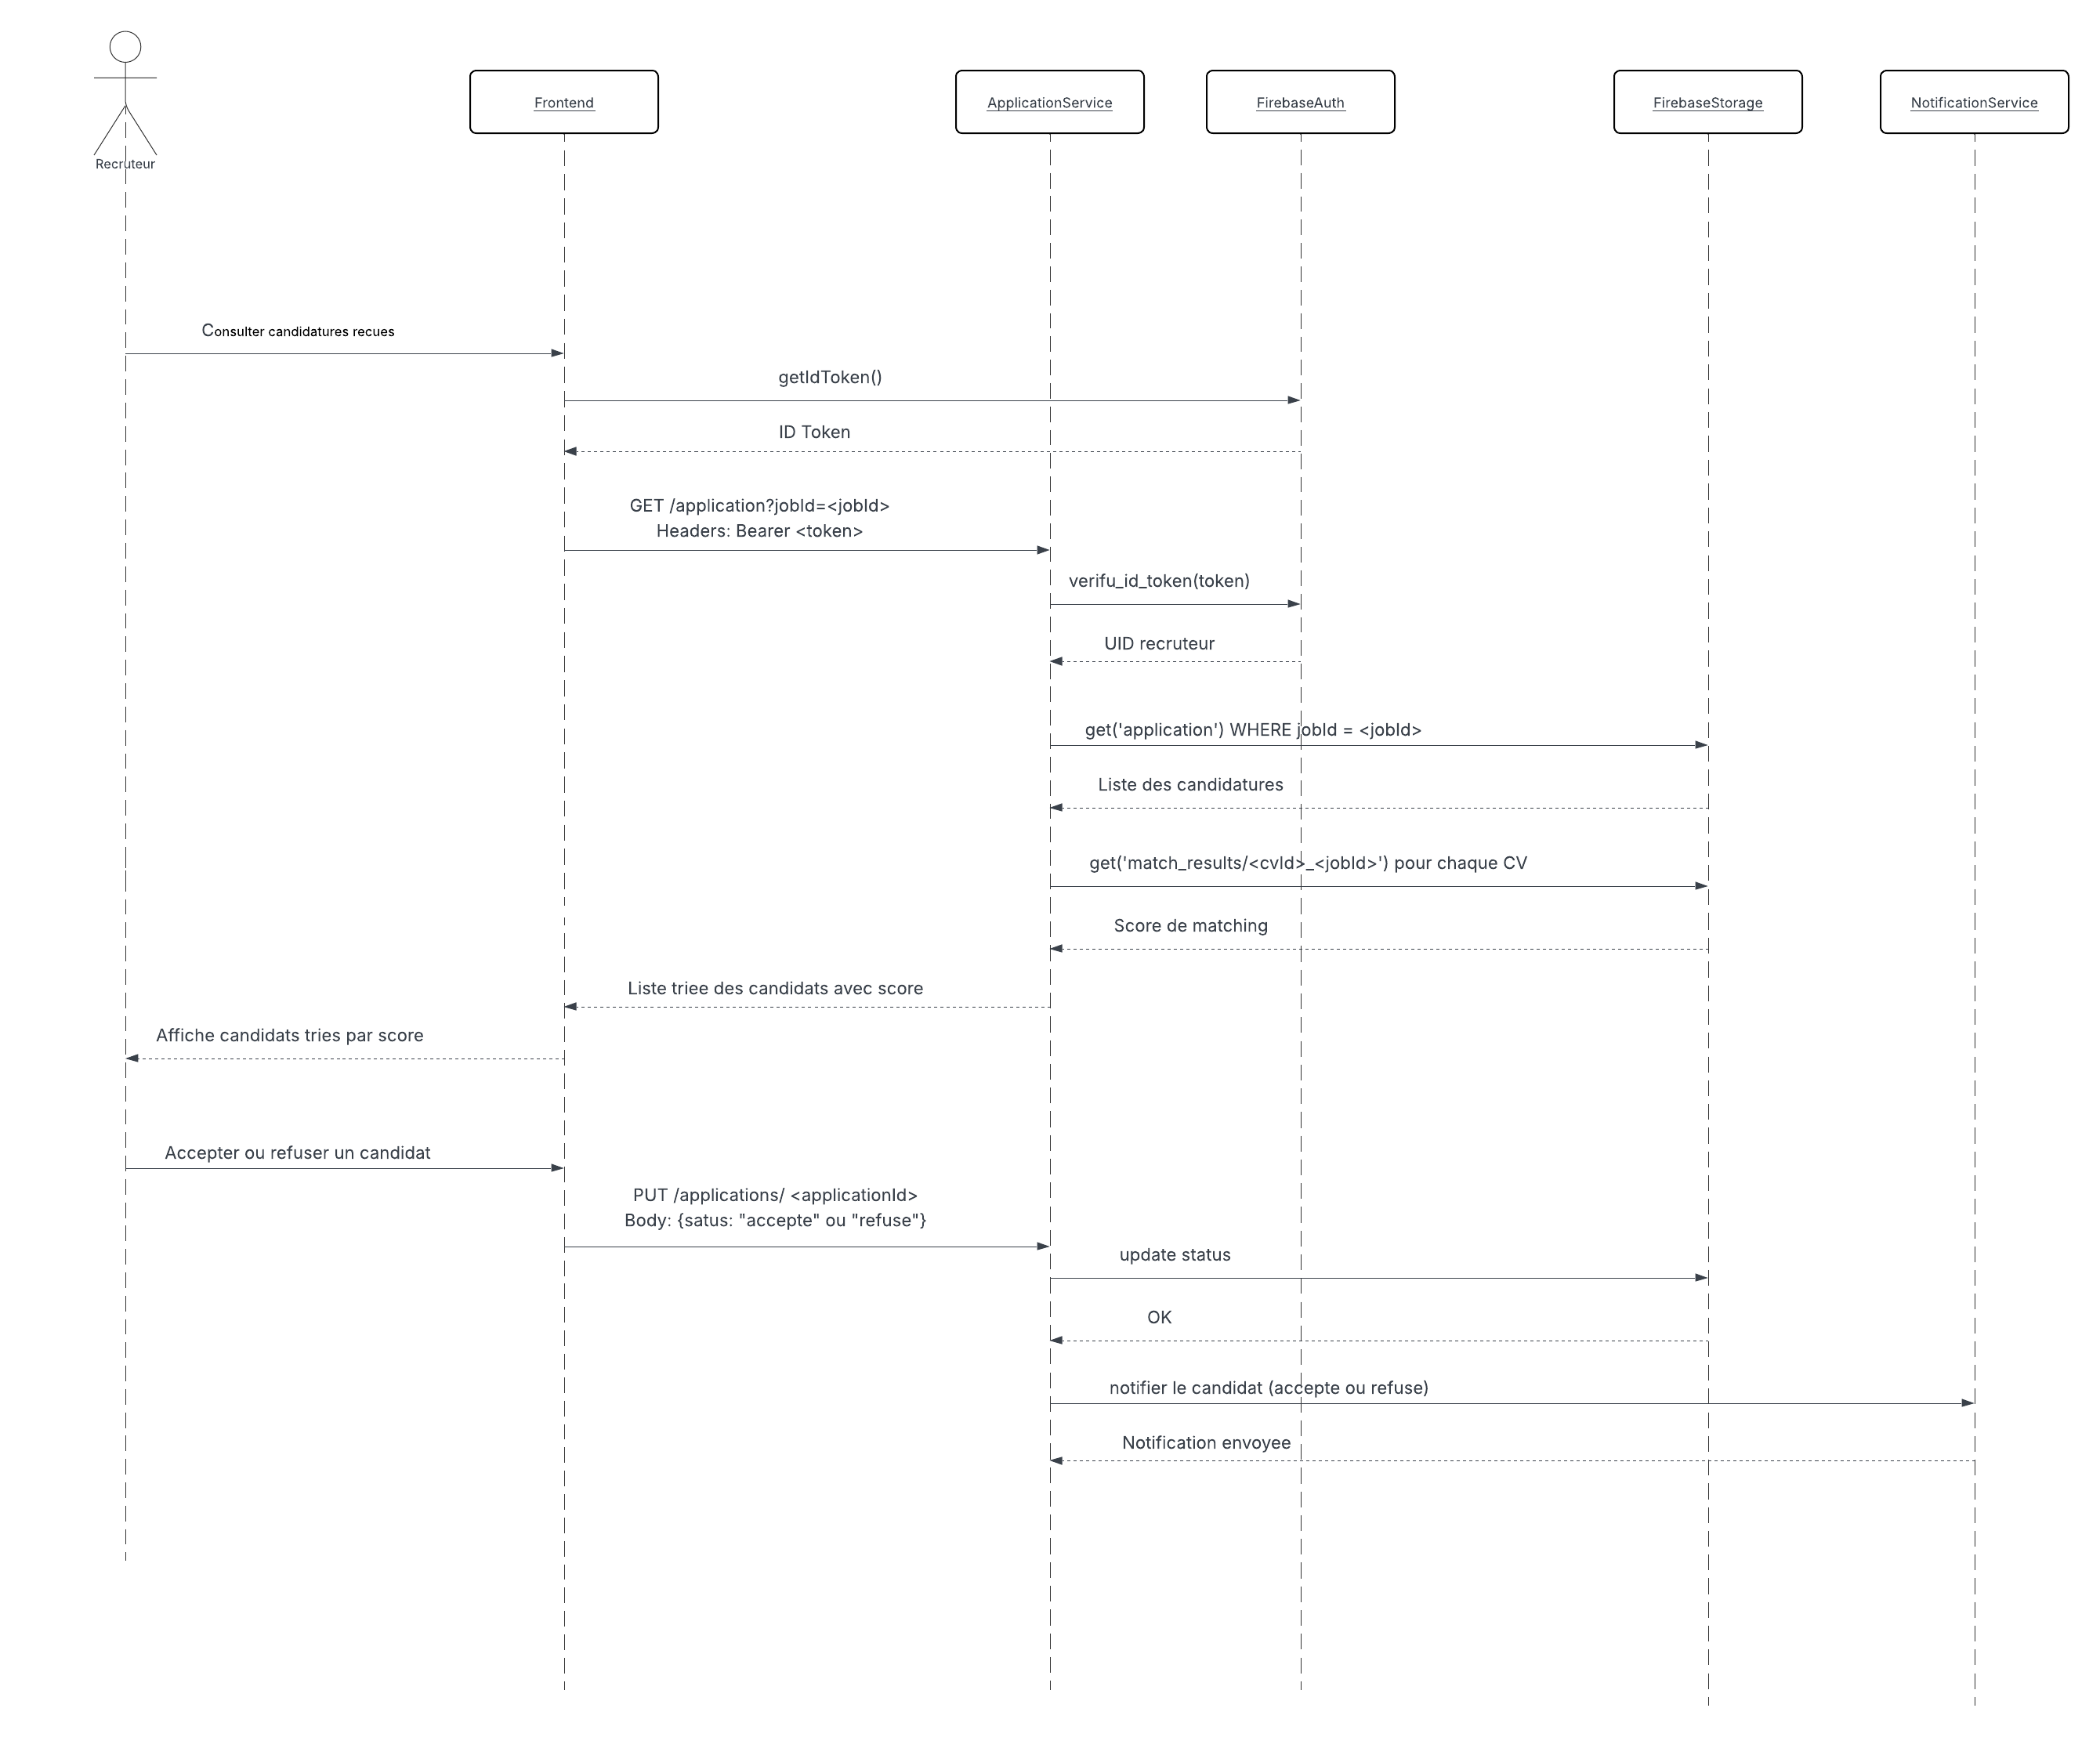 Recruteur
Frontend
ApplicationService
FirebaseAuth
FirebaseStorage
NotificationService
Consulter candidatures recues
getIdToken()
ID Token
GET /application?jobId=<jobId>
Headers: Bearer <token>
verifu_id_token(token)
UID recruteur
get('application') WHERE jobId = <jobId>
Liste des candidatures
get('match_results/<cvId>_<jobId>') pour chaque CV
Score de matching
Liste triee des candidats avec score
Affiche candidats tries par score
Accepter ou refuser un candidat
PUT /applications/ <applicationId>
Body: {satus: "accepte" ou "refuse"}
update status
OK
notifier le candidat (accepte ou refuse)
Notification envoyee